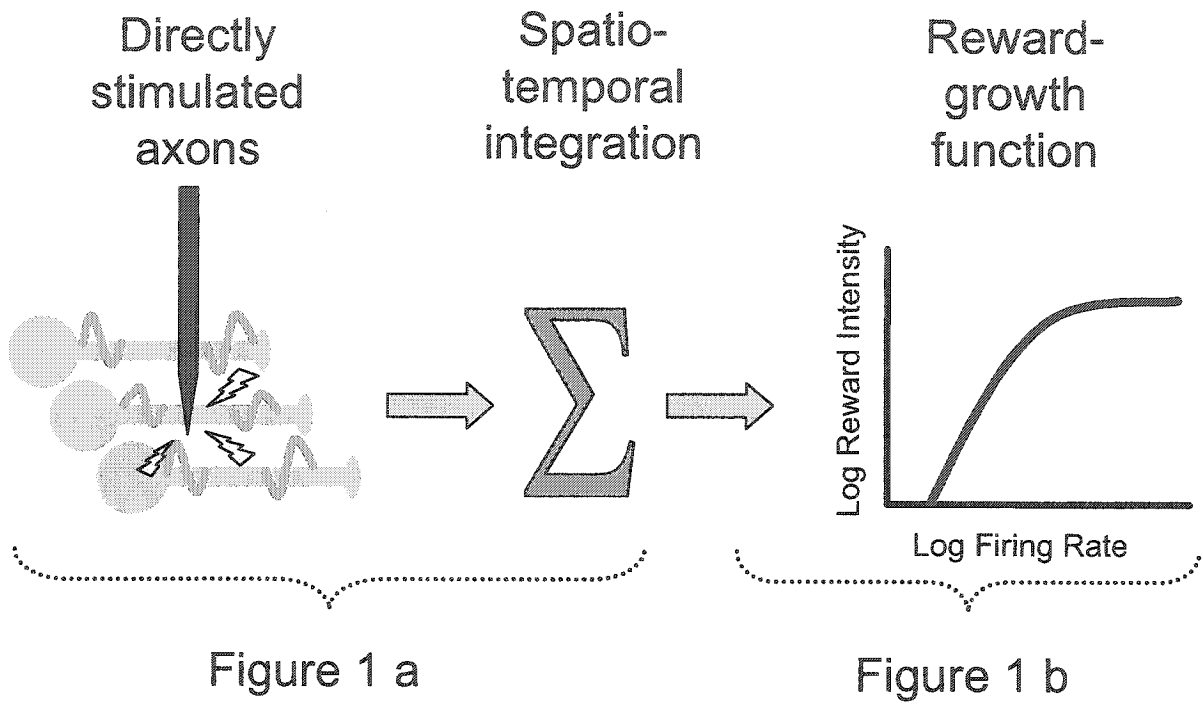 Directly
stimulated
axons
Spatio-
temporal
integration
Reward-
growth
function
Σ
Log Reward Intensity
Log Firing Rate
Figure 1 a
Figure 1 b